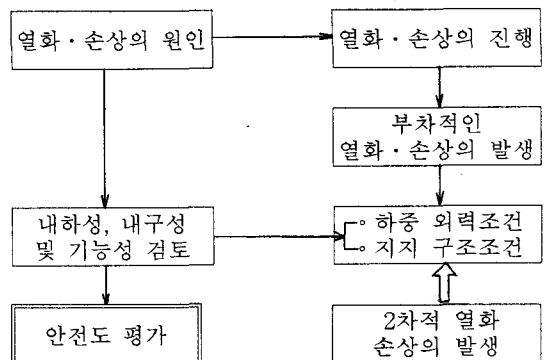 열화·손상의 원인
열화·손상의 진행
부차적인
열화·손상의 발생
내하성, 내구성
및 기능성 검토
◦ 하중 외력조건
◦ 지지 구조조건
안전도 평가
2차적 열화
손상의 발생